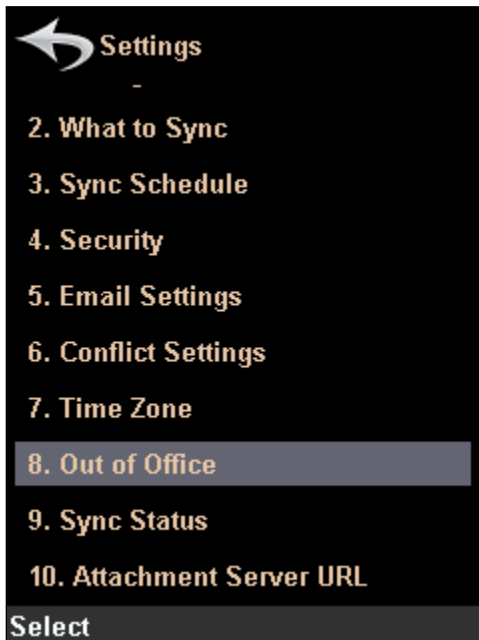 Settings
2. What to Sync
3. Sync Schedule
4. Security
5. Email Settings
6. Conflict Settings
7. Time Zone
8. Out of Office
9. Sync Status
10. Attachment Server URL
Select